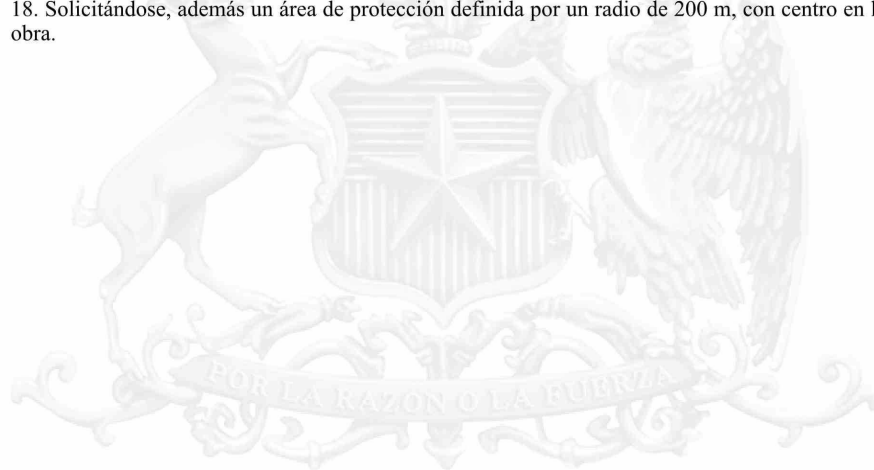 18. Solicitándose, además un área de protección definida por un radio de 200 m, con centro en
obra.
POR LA RAZÓN O LA FUERZA